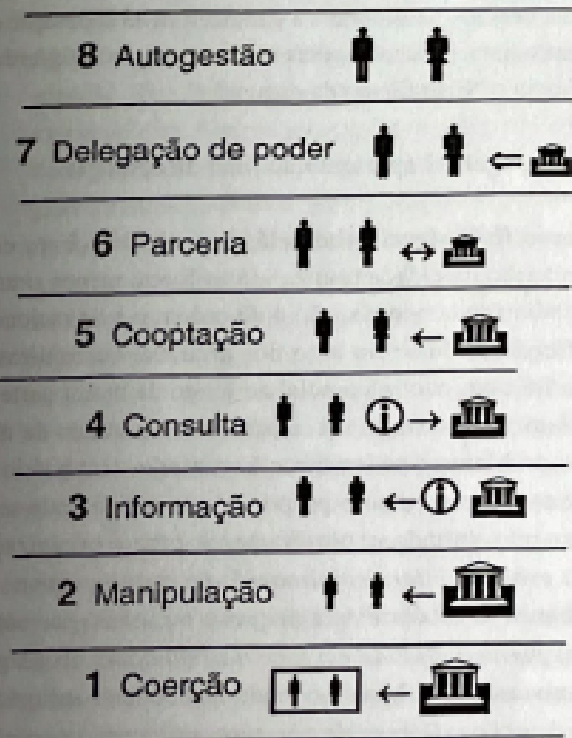 8 Autogestão
7 Delegação de poder
6 Parceria
5 Cooptação
4 Consulta
3 Informação
2 Manipulação
1 Coerção